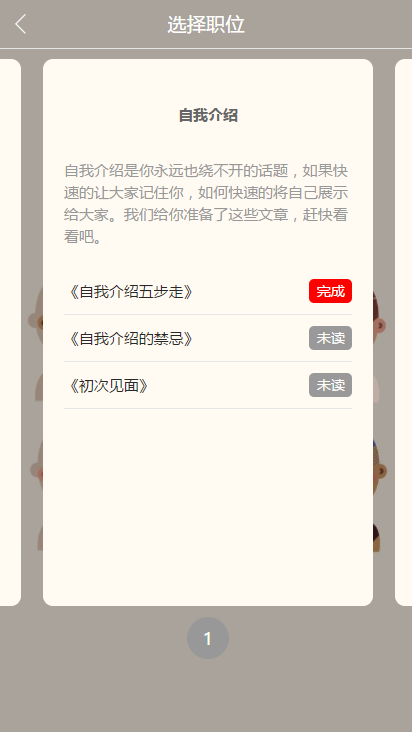 选择职位
自我介绍
自我介绍是你永远也绕不开的话题，如果快
速的让大家记住你，如何快速的将自己展示
给大家。我们给你准备了这些文章，赶快看
看吧。
《自我介绍五步走》 完成
《自我介绍的禁忌》 未读
《初次见面》 未读
1